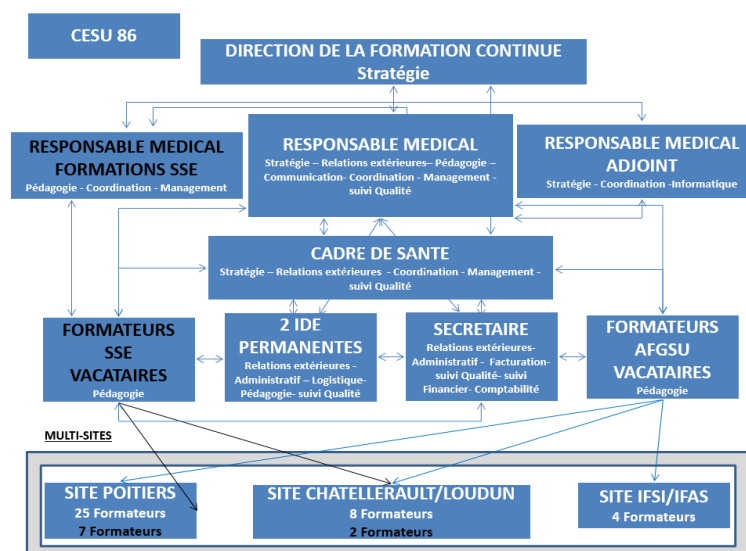 CESU 86
DIRECTION DE LA FORMATION CONTINUE
Stratégie
RESPONSABLE MEDICAL
FORMATIONS SSE
Pédagogie - Coordination - Management
RESPONSABLE MEDICAL
Stratégie – Relations extérieures– Pédagogie –
Communication- Coordination - Management -
suivi Qualité
RESPONSABLE MEDICAL
ADJOINT
Stratégie - Coordination -Informatique
CADRE DE SANTE
Stratégie – Relations extérieures - Coordination - Management -
suivi Qualité
FORMATEURS
SSE
VACATAIRES
Pédagogie
2 IDE
PERMANENTES
Relations extérieures -
Administratif – Logistique-
Pédagogie- suivi Qualité
SECRETAIRE
Relations extérieures-
Administratif - Facturation-
suivi Qualité- suivi
Financier- Comptabilité
FORMATEURS
AFGSU
VACATAIRES
Pédagogie
MULTI-SITES
SITE POITIERS
25 Formateurs
7 Formateurs
SITE CHATELLERAULT/LOUDUN
8 Formateurs
2 Formateurs
SITE IFSI/IFAS
4 Formateurs